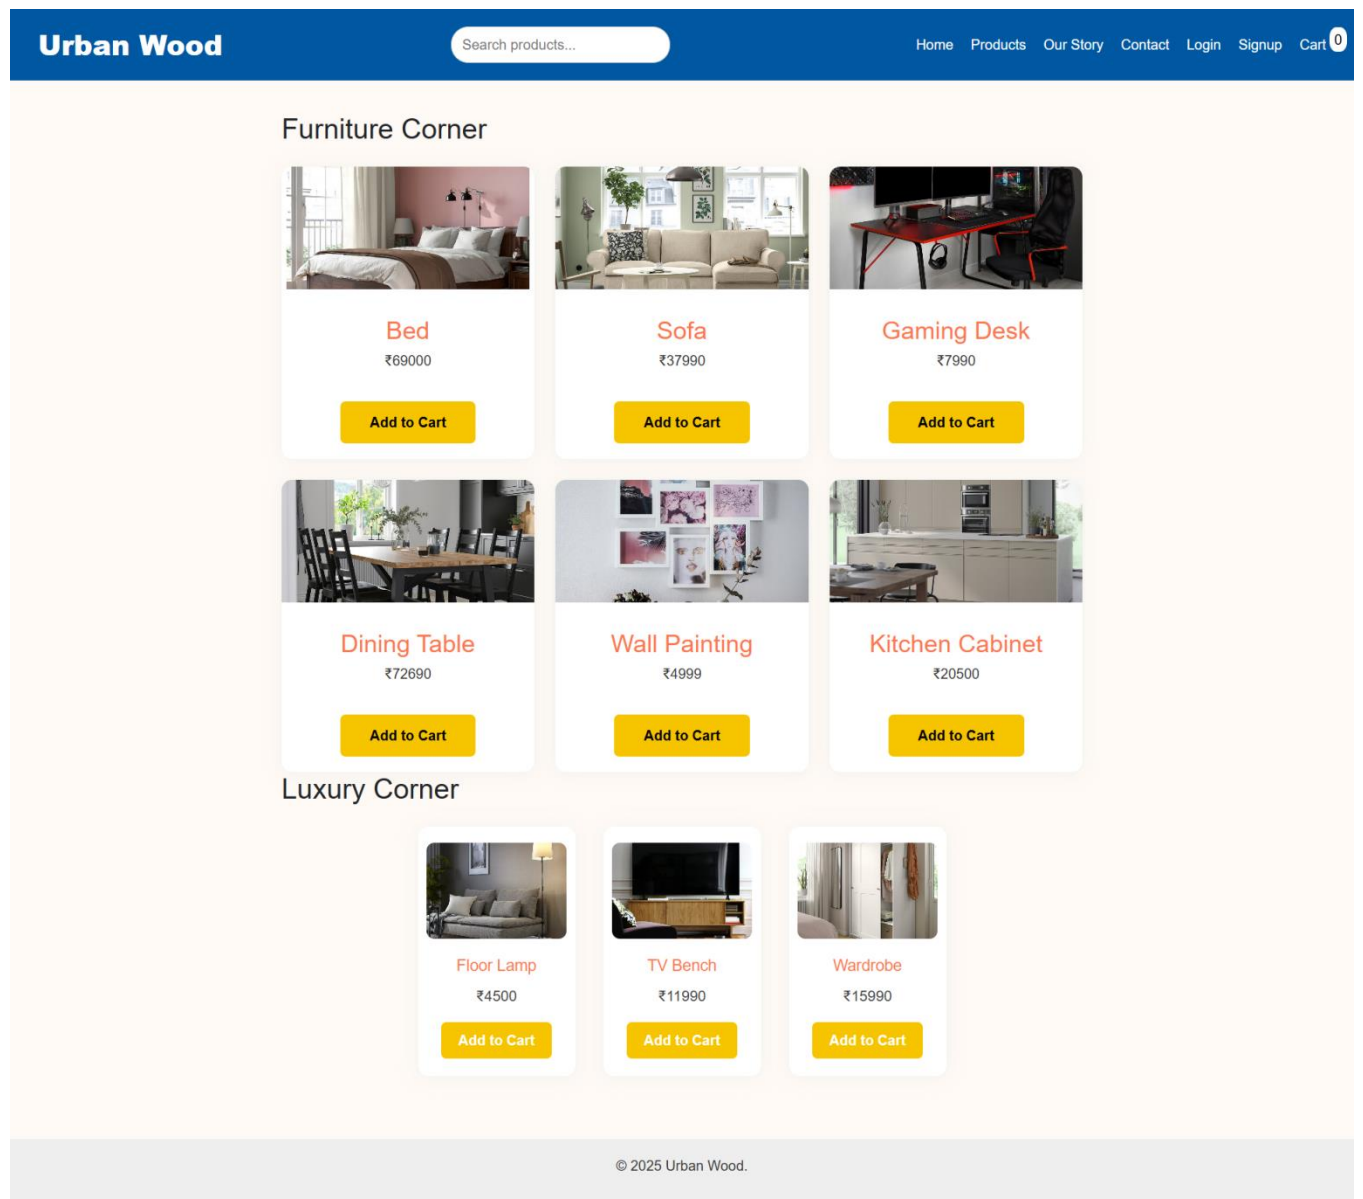 Urban Wood
Search products...
Home Products Our Story Contact Login Signup Cart 0
Furniture Corner
Bed Sofa Gaming Desk
₹69000 ₹37990 ₹7990
Add to Cart Add to Cart Add to Cart
Dining Table Wall Painting Kitchen Cabinet
₹72690 ₹4999 ₹20500
Add to Cart Add to Cart Add to Cart
Luxury Corner
Floor Lamp TV Bench Wardrobe
₹4500 ₹11990 ₹15990
Add to Cart Add to Cart Add to Cart
© 2025 Urban Wood.